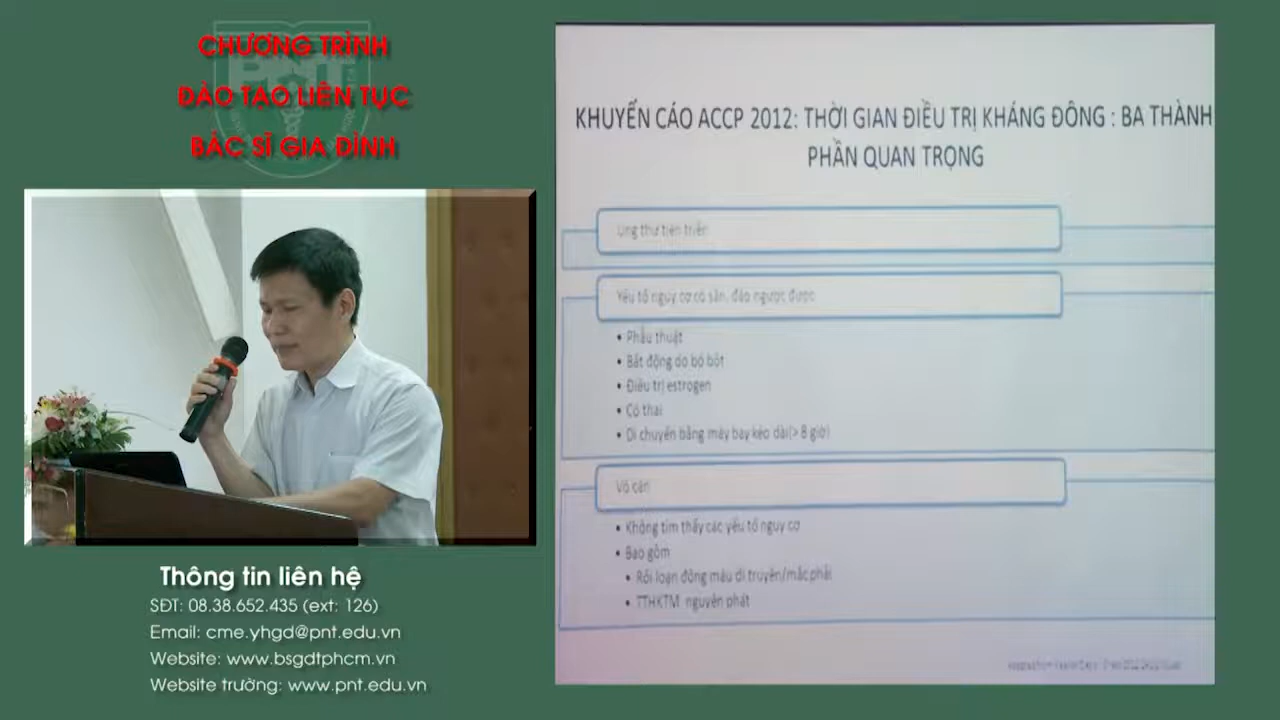 CHƯƠNG TRÌNH
ĐÀO TẠO LIÊN TỤC
BÁC SĨ GIA ĐÌNH
PNT
Thông tin liên hệ
SĐT: 08.38.652.435 (ext: 126)
Email: cme.yhgd@pnt.edu.vn
Website: www.bsgdtphcm.vn
Website trường: www.pnt.edu.vn
KHUYẾN CÁO ACCP 2012: THỜI GIAN ĐIỀU TRỊ KHÁNG ĐÔNG : BA THÀNH
PHẦN QUAN TRỌNG
Ung thư tiến triển
Yếu tố nguy cơ có sẵn, đảo ngược được
• Phẫu thuật
• Bất động do bó bột
• Điều trị estrogen
• Có thai
• Di chuyển bằng máy bay kéo dài(> 8 giờ)
Vô căn
• Không tìm thấy các yếu tố nguy cơ
• Bao gồm
• Rối loạn đông máu di truyền/mắc phải
• TTHKTM nguyên phát